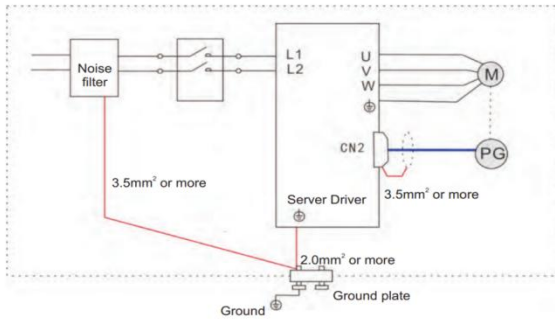 Noise
filter
L1
L2
U
V
W
M
CN2
PG
3.5mm² or more
3.5mm² or more
Server Driver
2.0mm² or more
Ground plate
Ground